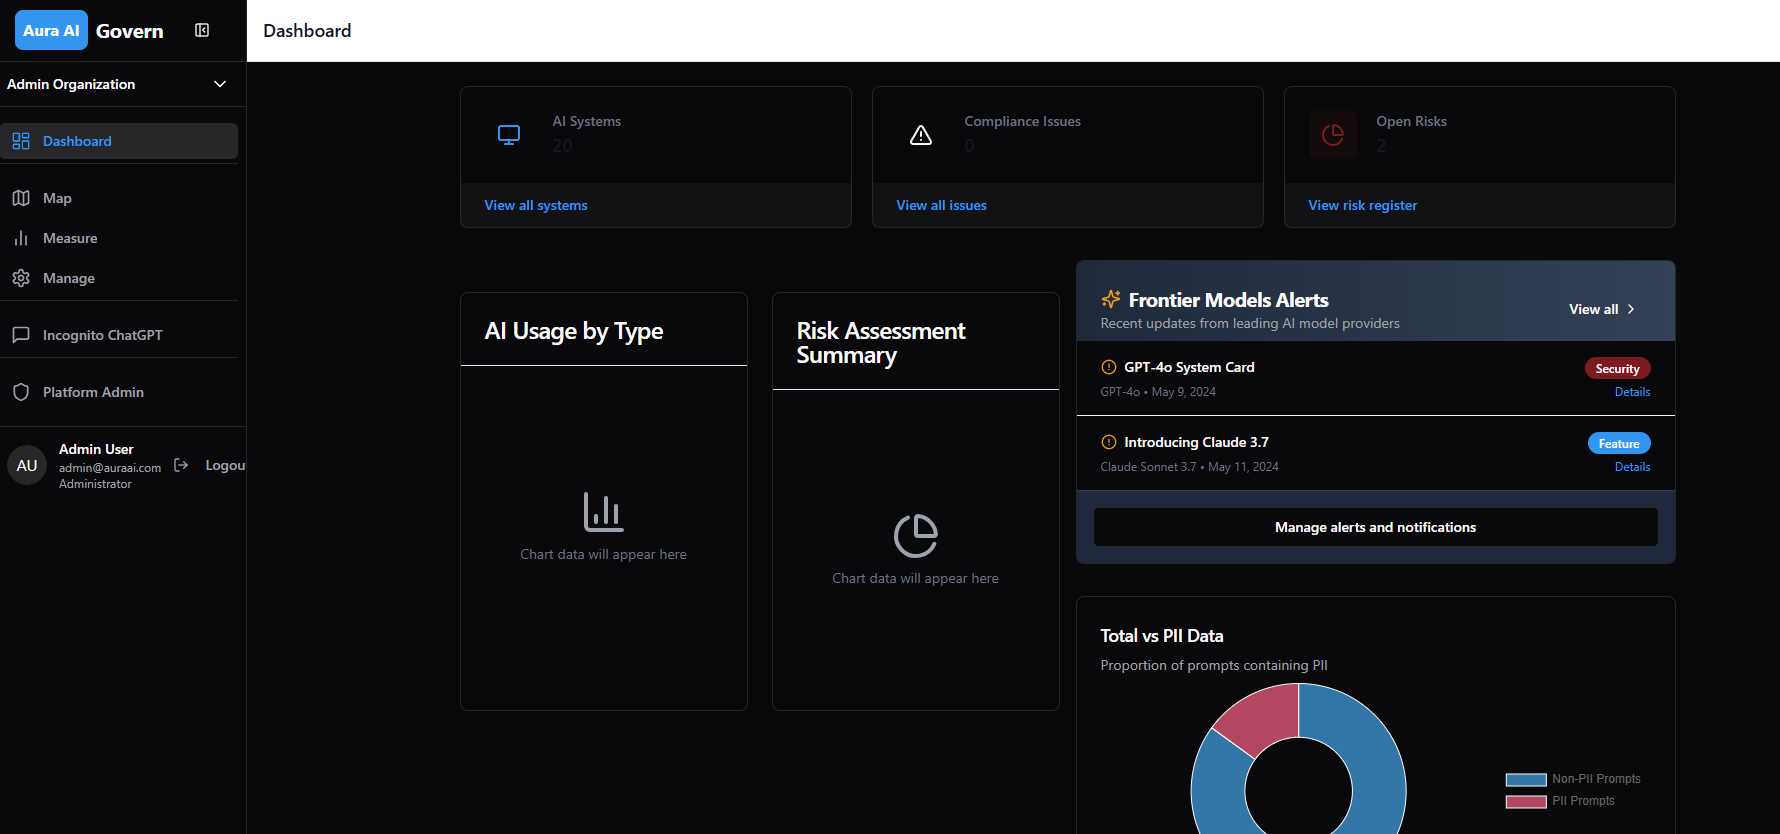 Aura AI Govern
Dashboard
Admin Organization
Dashboard
Map
Measure
Manage
Incognito ChatGPT
Platform Admin
AU
Admin User
admin@auraai.com
Administrator
Logou
AI Systems
20
View all systems
Compliance Issues
0
View all issues
Open Risks
2
View risk register
AI Usage by Type
Chart data will appear here
Risk Assessment
Summary
Chart data will appear here
Frontier Models Alerts
Recent updates from leading AI model providers
View all
GPT-4o System Card
Security
GPT-4o • May 9, 2024
Details
Introducing Claude 3.7
Feature
Claude Sonnet 3.7 • May 11, 2024
Details
Manage alerts and notifications
Total vs PII Data
Proportion of prompts containing PII
Non-PII Prompts
PII Prompts